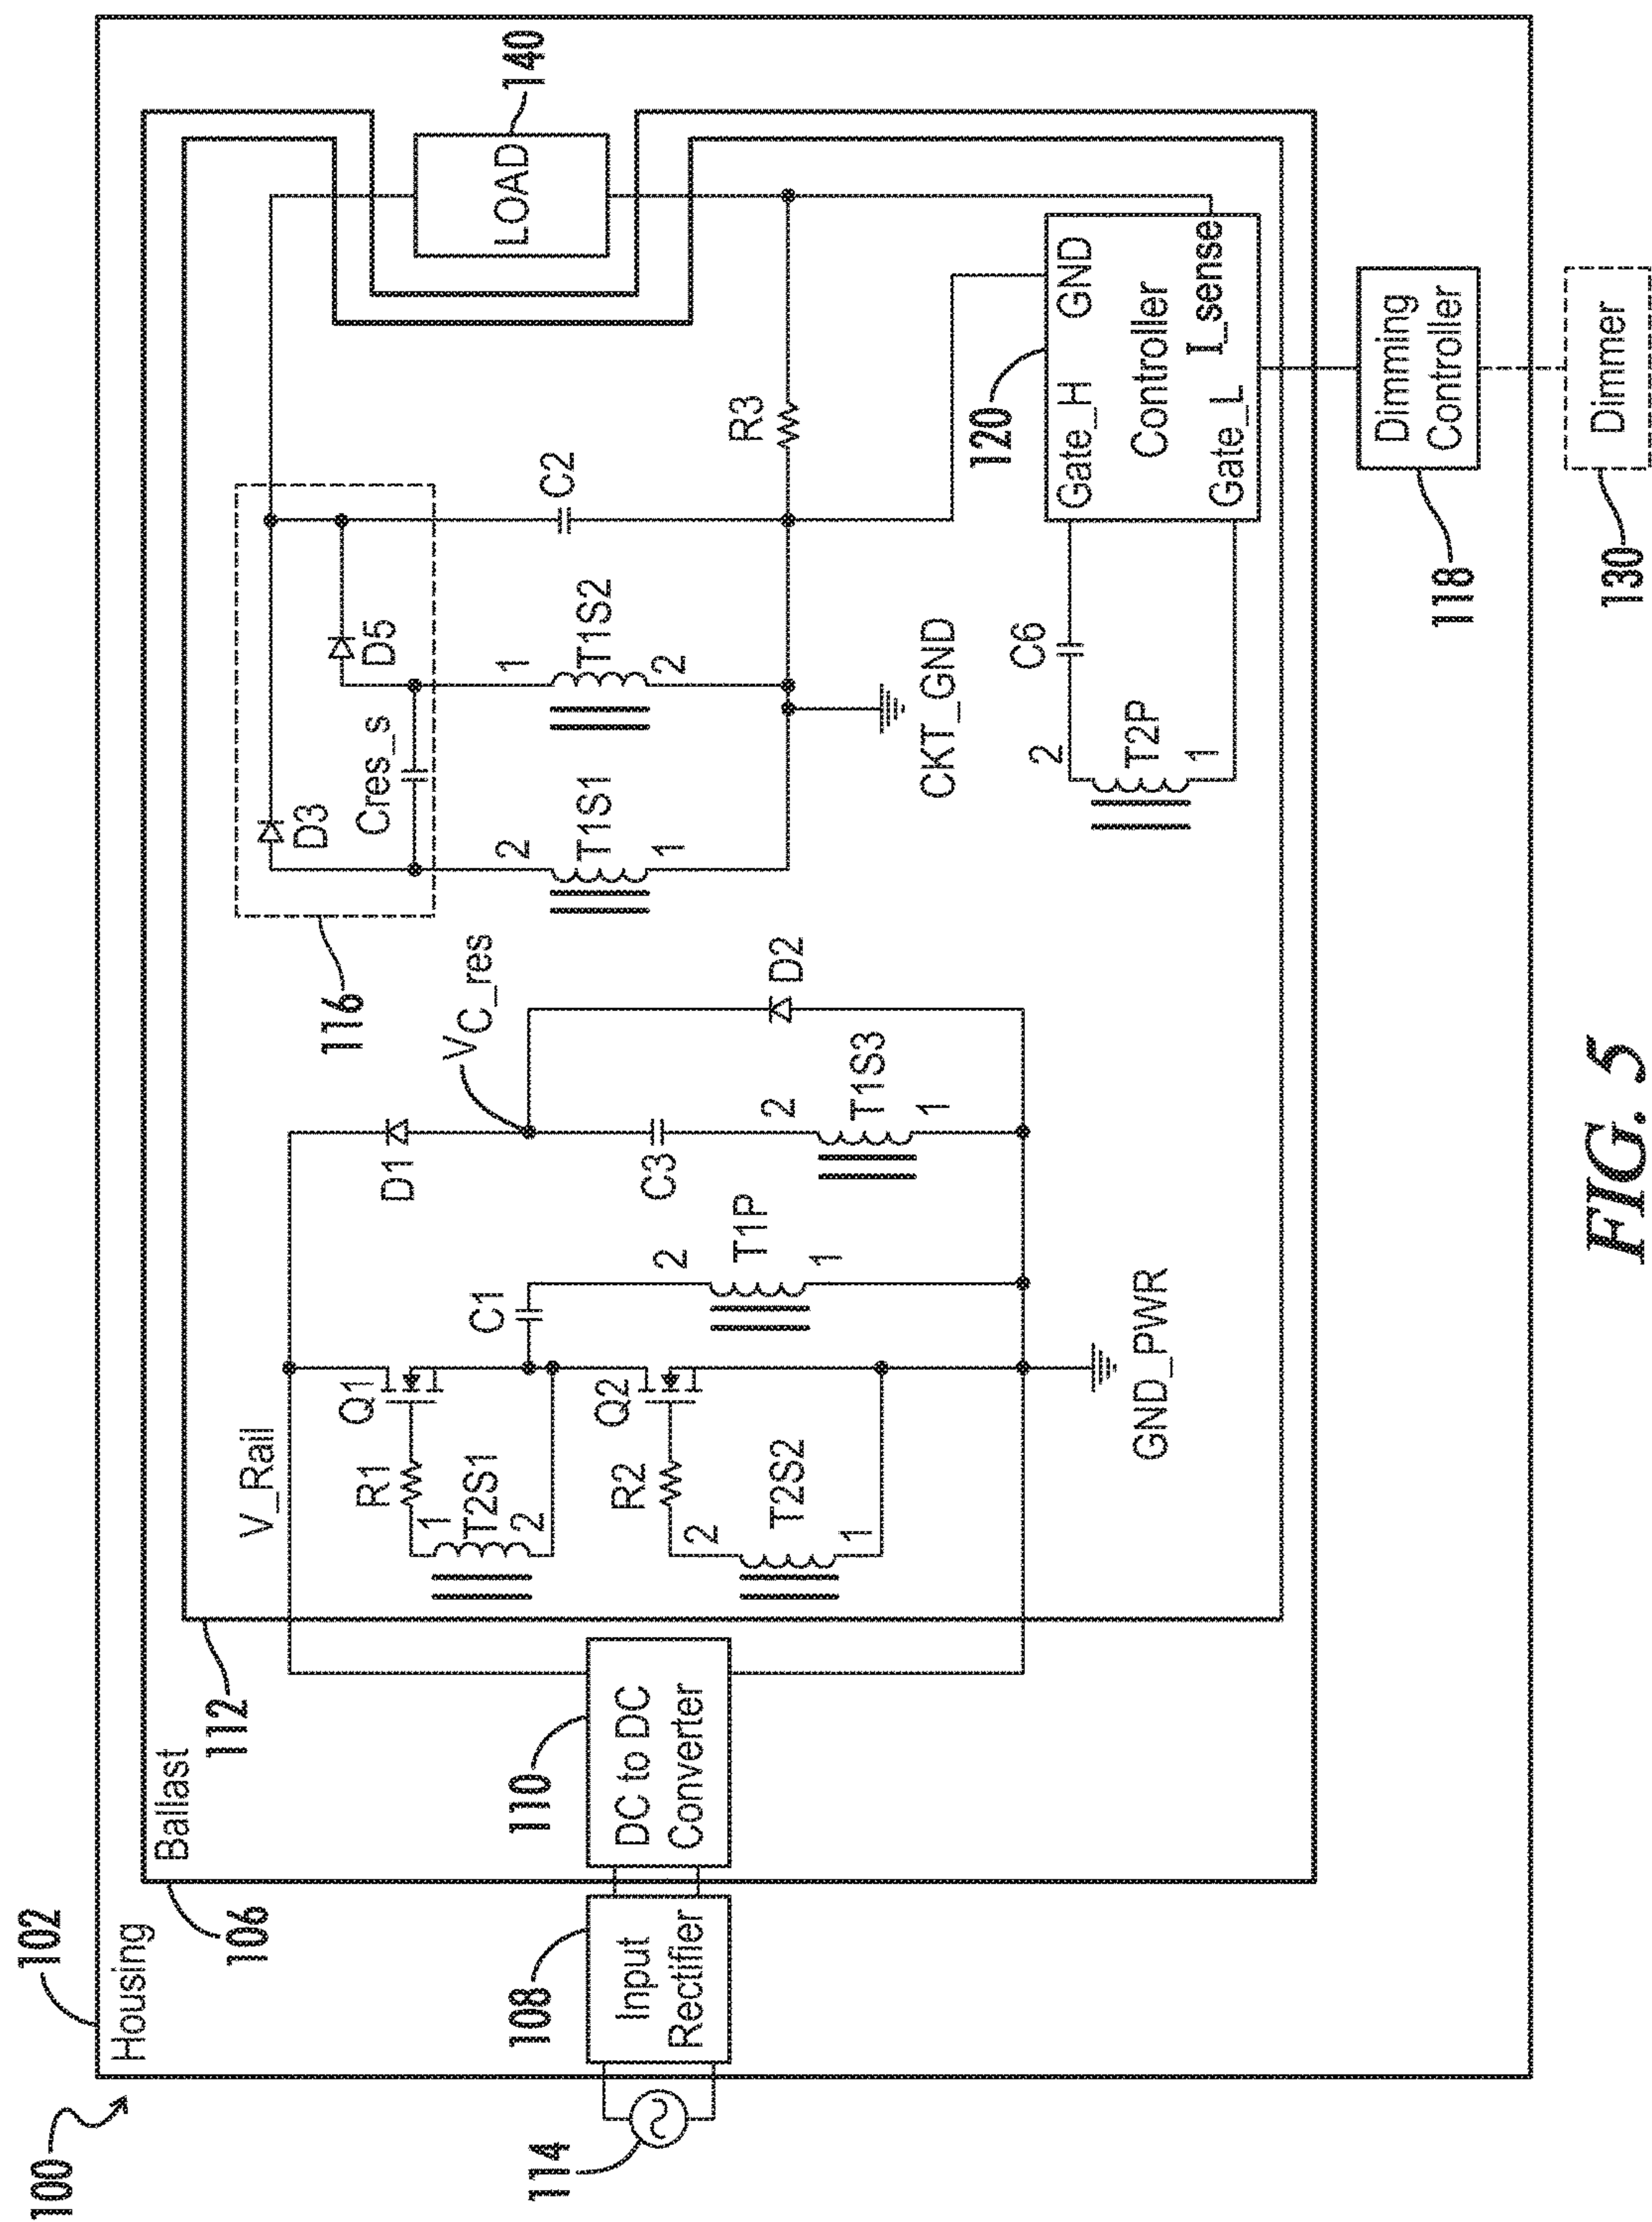 100
102
Housing
106
Ballast
112
114
108
Input
Rectifier
110
DC to DC
Converter
V_Rail
Q1
R1
1
T2S1
2
Q2
R2
2
T2S2
1
C1
2
T1P
1
GND_PWR
D1
V_C_res
C3
2
T1S3
1
D2
116
D3
D5
Cres_s
2
T1S1
1
1
T1S2
2
C2
R3
CKT_GND
LOAD
140
120
Gate_H
GND
Controller
Gate_L
I_sense
C6
2
T2P
1
Dimming
Controller
118
Dimmer
130
FIG. 5